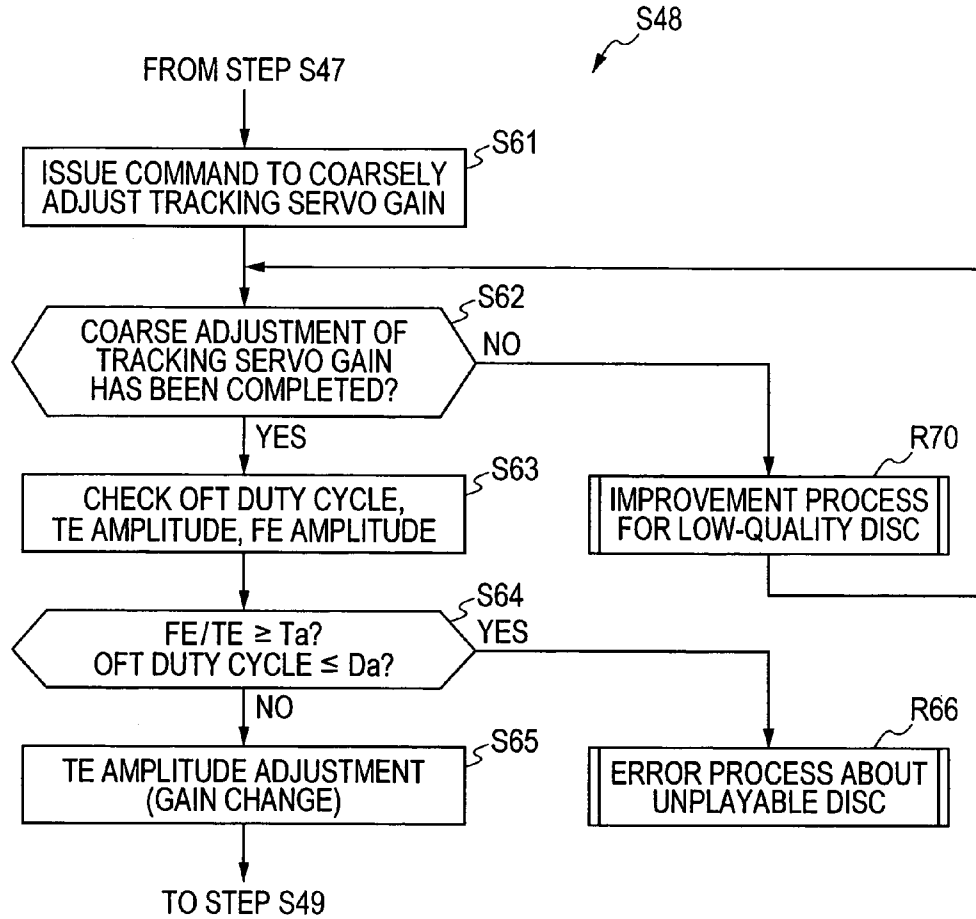 S48
FROM STEP S47
S61
ISSUE COMMAND TO COARSELY
ADJUST TRACKING SERVO GAIN
S62
COARSE ADJUSTMENT OF
TRACKING SERVO GAIN
HAS BEEN COMPLETED?
NO
YES
R70
IMPROVEMENT PROCESS
FOR LOW-QUALITY DISC
S63
CHECK OFT DUTY CYCLE,
TE AMPLITUDE, FE AMPLITUDE
S64
FE/TE ≥ Ta?
OFT DUTY CYCLE ≤ Da?
YES
NO
R66
ERROR PROCESS ABOUT
UNPLAYABLE DISC
S65
TE AMPLITUDE ADJUSTMENT
(GAIN CHANGE)
TO STEP S49